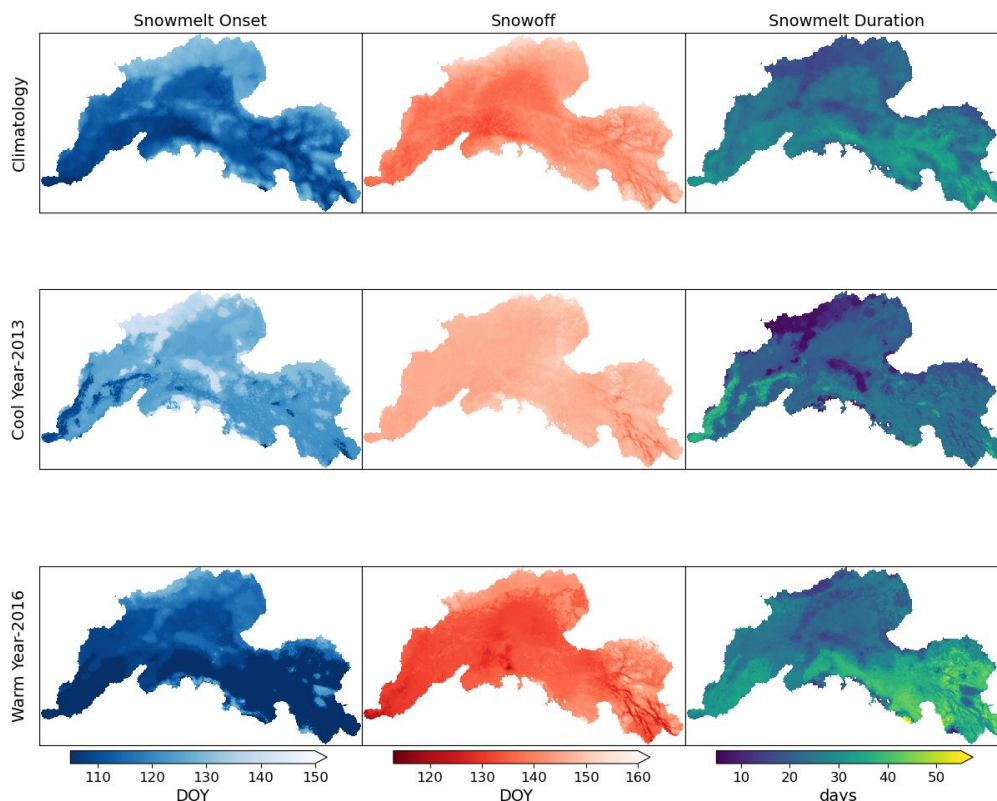 Snowmelt Onset Snowoff Snowmelt Duration
Climatology
Cool Year-2013
Warm Year-2016
110 120 130 140 150 120 130 140 150 160 10 20 30 40 50
DOY DOY days